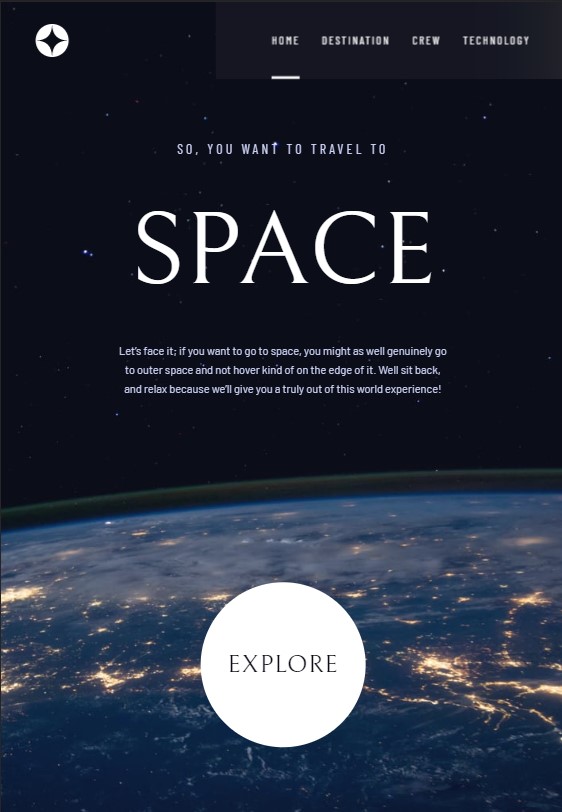 HOME DESTINATION CREW TECHNOLOGY
SO, YOU WANT TO TRAVEL TO
SPACE
Let's face it; if you want to go to space, you might as well genuinely go
to outer space and not hover kind of on the edge of it. Well sit back,
and relax because we'll give you a truly out of this world experience!
EXPLORE